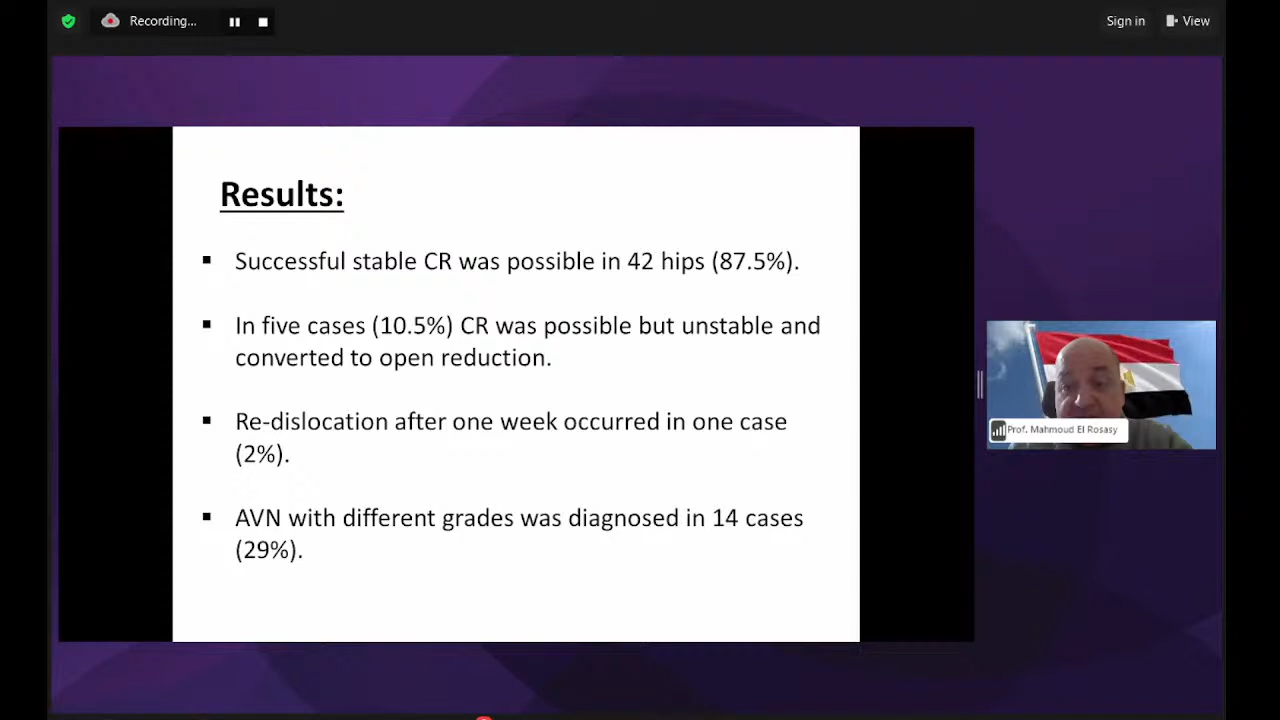 Recording...
Sign in
View
Results:
▪ Successful stable CR was possible in 42 hips (87.5%).
▪ In five cases (10.5%) CR was possible but unstable and
converted to open reduction.
▪ Re-dislocation after one week occurred in one case
(2%).
▪ AVN with different grades was diagnosed in 14 cases
(29%).
Prof. Mahmoud El Rosasy